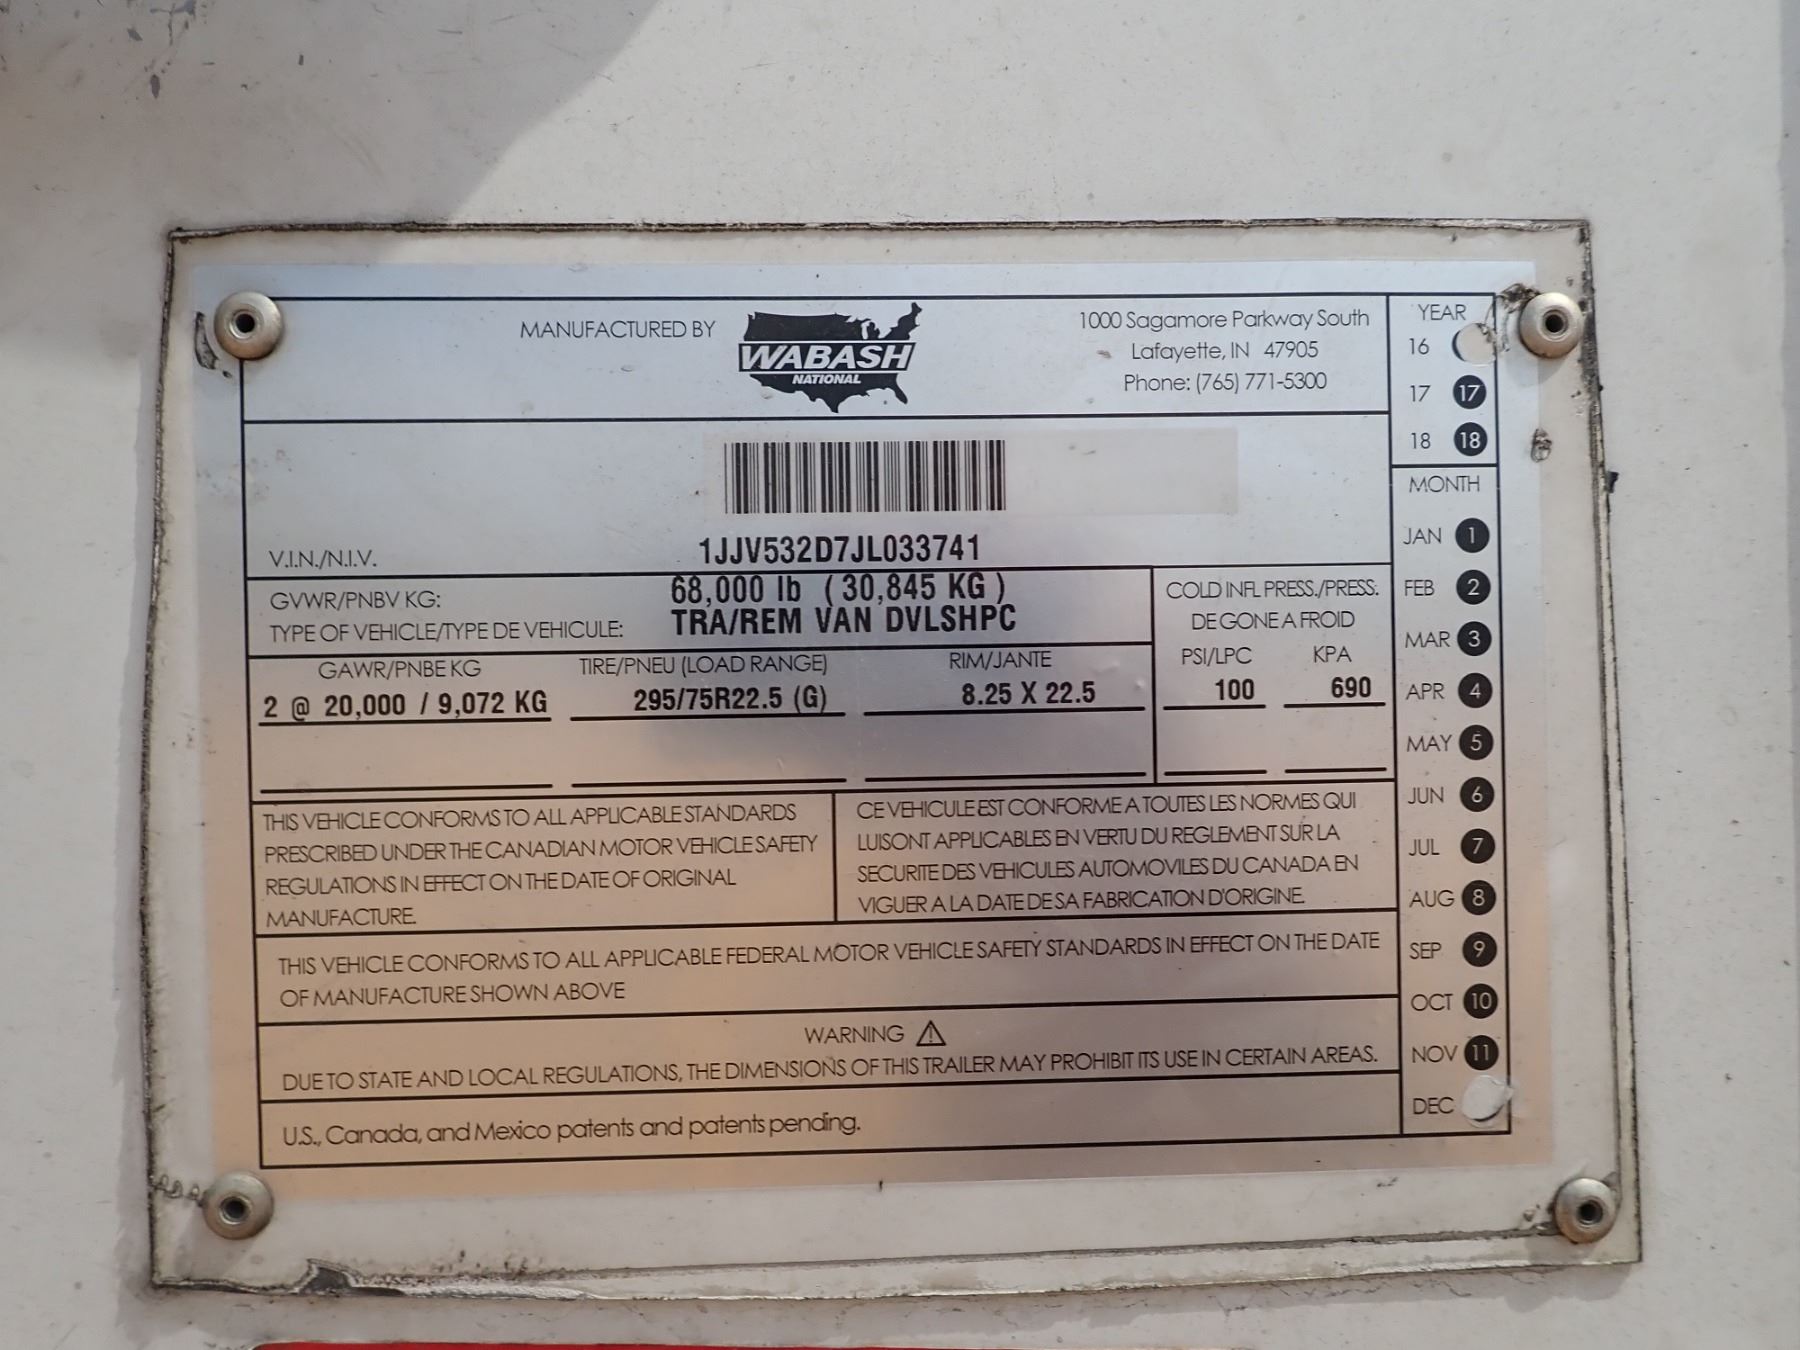 MANUFACTURED BY
WABASH
NATIONAL
1000 Sagamore Parkway South
Lafayette, IN 47905
Phone: (765) 771-5300
V.I.N./N.I.V.
1JJV532D7JL033741
GVWR/PNBV KG:
68,000 lb ( 30,845 KG )
TYPE OF VEHICLE/TYPE DE VEHICULE:
TRA/REM VAN DVLSHPC
COLD INFL PRESS./PRESS:
DE GONE A FROID
GAWR/PNBE KG TIRE/PNEU (LOAD RANGE) RIM/JANTE PSI/LPC KPA
2 @ 20,000 / 9,072 KG 295/75R22.5 (G) 8.25 X 22.5 100 690
THIS VEHICLE CONFORMS TO ALL APPLICABLE STANDARDS
PRESCRIBED UNDER THE CANADIAN MOTOR VEHICLE SAFETY
REGULATIONS IN EFFECT ON THE DATE OF ORIGINAL
MANUFACTURE.
CE VEHICULE EST CONFORME A TOUTES LES NORMES QUI
LUISONT APPLICABLES EN VERTU DU REGLEMENT SUR LA
SECURITE DES VEHICULES AUTOMOVILES DU CANADA EN
VIGUER A LA DATE DE SA FABRICATION D'ORIGINE.
THIS VEHICLE CONFORMS TO ALL APPLICABLE FEDERAL MOTOR VEHICLE SAFETY STANDARDS IN EFFECT ON THE DATE
OF MANUFACTURE SHOWN ABOVE
WARNING
DUE TO STATE AND LOCAL REGULATIONS, THE DIMENSIONS OF THIS TRAILER MAY PROHIBIT ITS USE IN CERTAIN AREAS.
U.S., Canada, and Mexico patents and patents pending.
YEAR
16
17 17
18 18
MONTH
JAN 1
FEB 2
MAR 3
APR 4
MAY 5
JUN 6
JUL 7
AUG 8
SEP 9
OCT 10
NOV 11
DEC